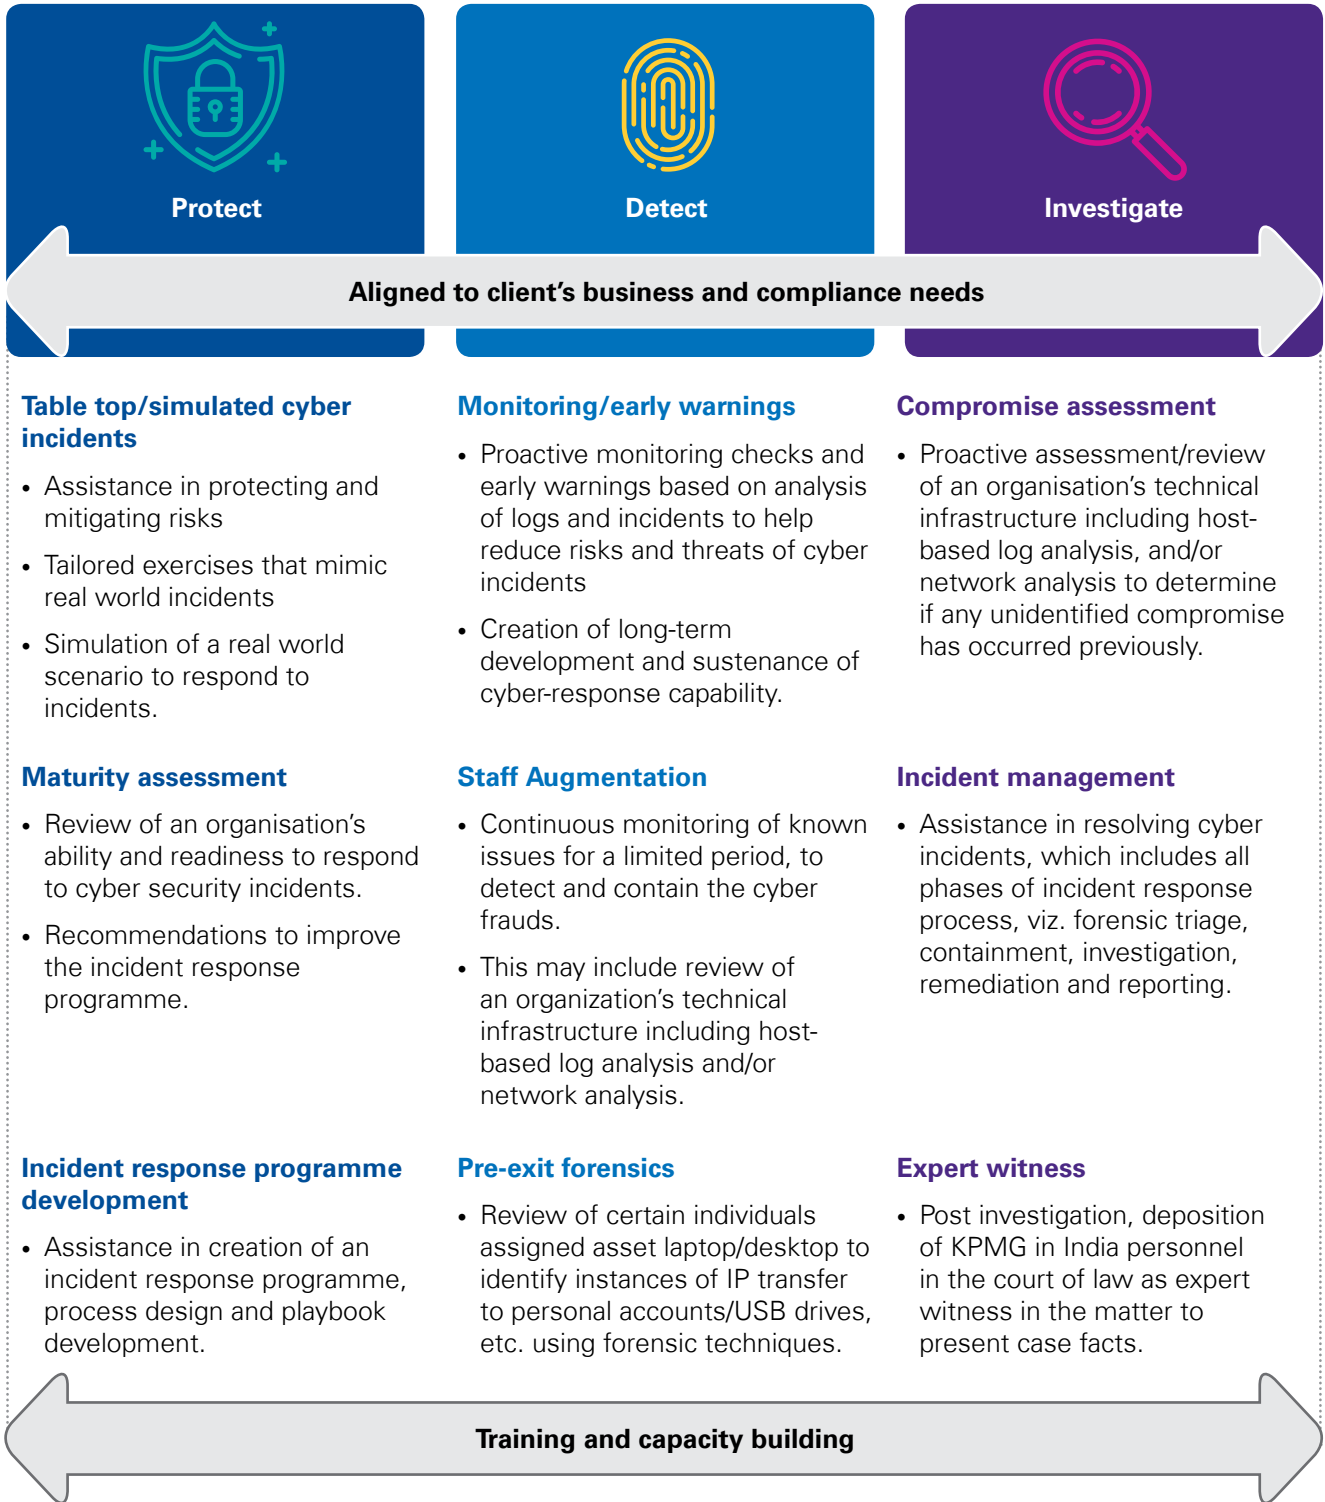 Protect
Detect
Investigate
Aligned to client's business and compliance needs
Table top/simulated cyber
incidents
• Assistance in protecting and
mitigating risks
• Tailored exercises that mimic
real world incidents
• Simulation of a real world
scenario to respond to
incidents.
Maturity assessment
• Review of an organisation's
ability and readiness to respond
to cyber security incidents.
• Recommendations to improve
the incident response
programme.
Incident response programme
development
• Assistance in creation of an
incident response programme,
process design and playbook
development.
Monitoring/early warnings
• Proactive monitoring checks and
early warnings based on analysis
of logs and incidents to help
reduce risks and threats of cyber
incidents
• Creation of long-term
development and sustenance of
cyber-response capability.
Staff Augmentation
• Continuous monitoring of known
issues for a limited period, to
detect and contain the cyber
frauds.
• This may include review of
an organization's technical
infrastructure including host-
based log analysis and/or
network analysis.
Pre-exit forensics
• Review of certain individuals
assigned asset laptop/desktop to
identify instances of IP transfer
to personal accounts/USB drives,
etc. using forensic techniques.
Compromise assessment
• Proactive assessment/review
of an organisation's technical
infrastructure including host-
based log analysis, and/or
network analysis to determine
if any unidentified compromise
has occurred previously.
Incident management
• Assistance in resolving cyber
incidents, which includes all
phases of incident response
process, viz. forensic triage,
containment, investigation,
remediation and reporting.
Expert witness
• Post investigation, deposition
of KPMG in India personnel
in the court of law as expert
witness in the matter to
present case facts.
Training and capacity building